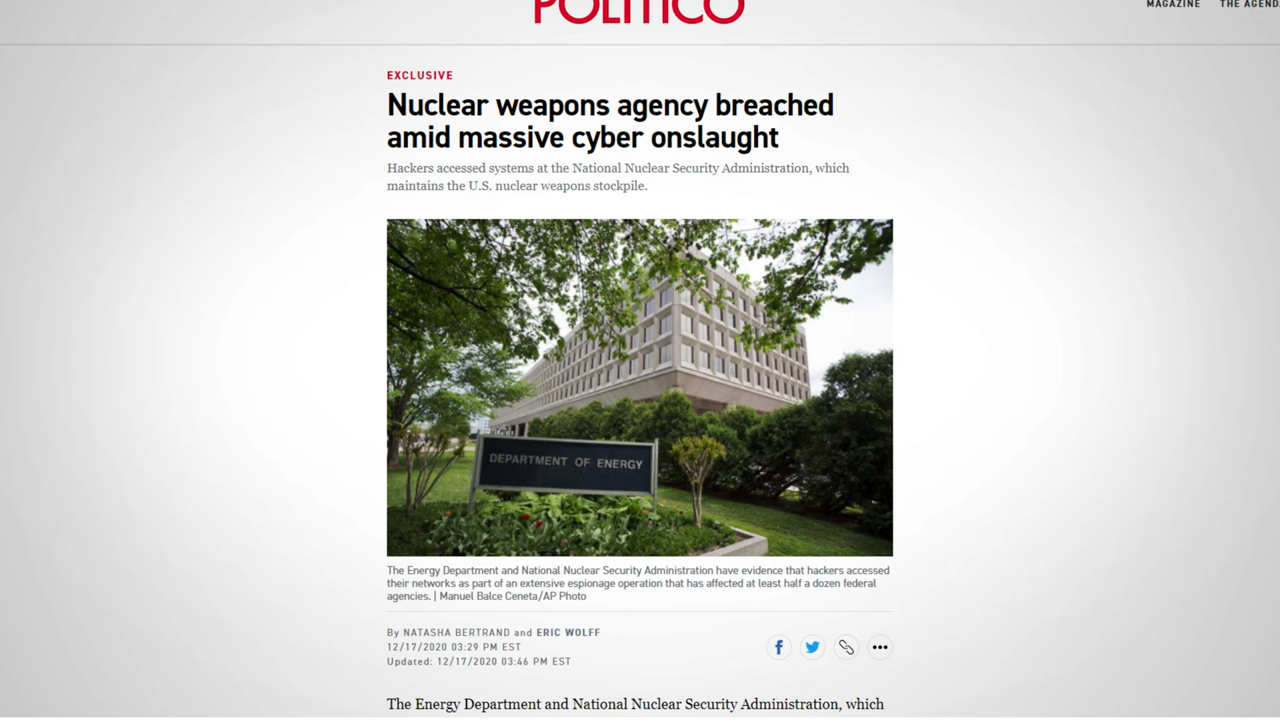 POLITICO
MAGAZINE THE AGEND
EXCLUSIVE
Nuclear weapons agency breached
amid massive cyber onslaught
Hackers accessed systems at the National Nuclear Security Administration, which
maintains the U.S. nuclear weapons stockpile.
DEPARTMENT OF ENERGY
The Energy Department and National Nuclear Security Administration have evidence that hackers accessed
their networks as part of an extensive espionage operation that has affected at least half a dozen federal
agencies. | Manuel Balce Ceneta/AP Photo
By NATASHA BERTRAND and ERIC WOLFF
12/17/2020 03:29 PM EST
Updated: 12/17/2020 03:46 PM EST
The Energy Department and National Nuclear Security Administration, which